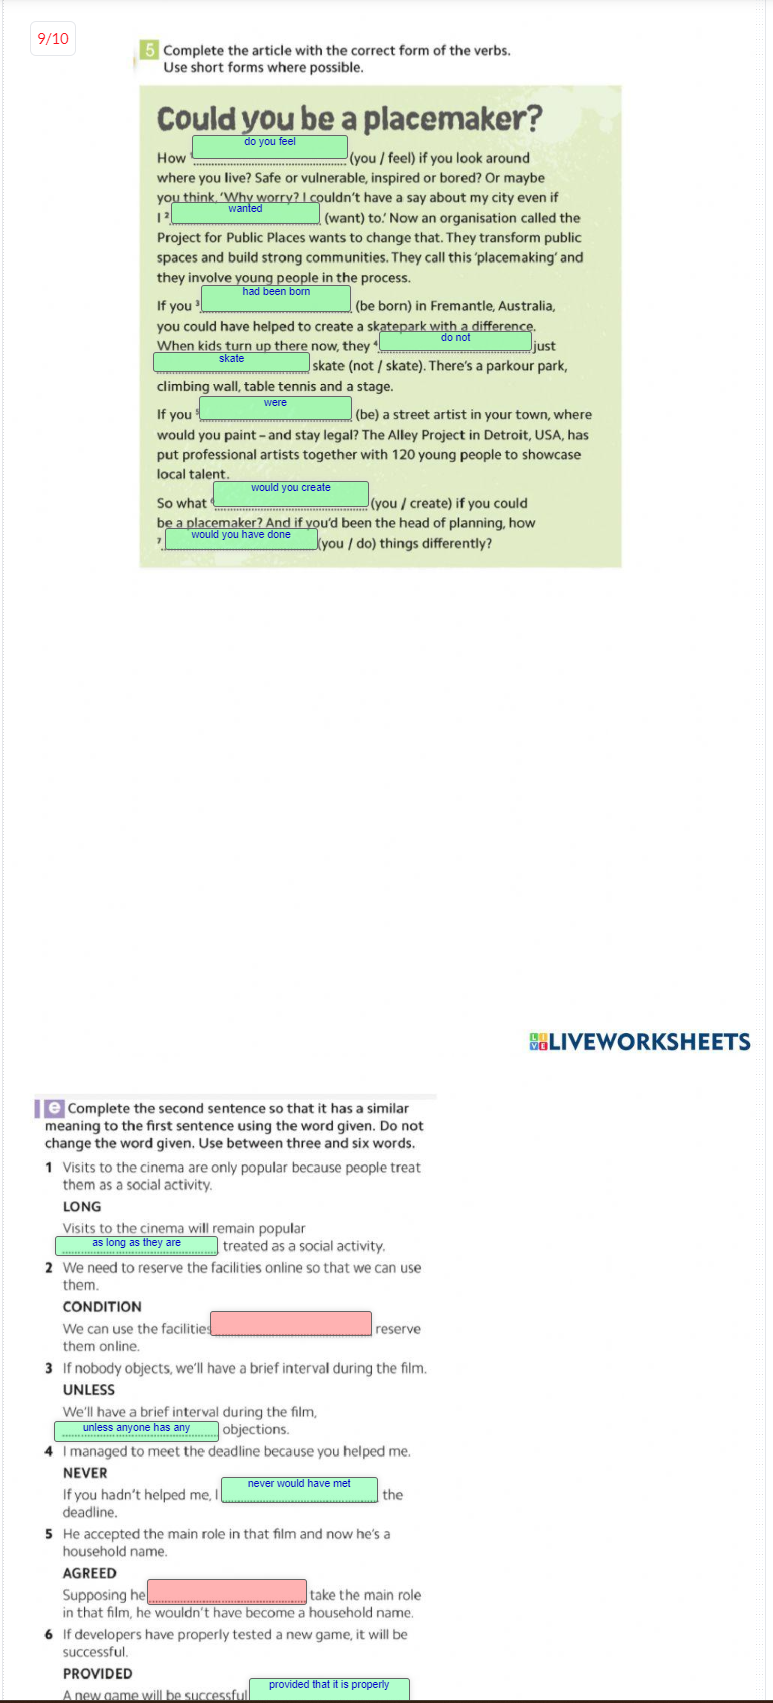 9/10
5 Complete the article with the correct form of the verbs.
Use short forms where possible.
Could you be a placemaker?
How 1 do you feel (you / feel) if you look around
where you live? Safe or vulnerable, inspired or bored? Or maybe
you think, 'Why worry? I couldn't have a say about my city even if
I 2 wanted (want) to.' Now an organisation called the
Project for Public Places wants to change that. They transform public
spaces and build strong communities. They call this 'placemaking' and
they involve young people in the process.
If you 3 had been born (be born) in Fremantle, Australia,
you could have helped to create a skatepark with a difference.
When kids turn up there now, they 4 do not just
skate skate (not / skate). There's a parkour park,
climbing wall, table tennis and a stage.
If you 5 were (be) a street artist in your town, where
would you paint – and stay legal? The Alley Project in Detroit, USA, has
put professional artists together with 120 young people to showcase
local talent.
So what 6 would you create (you / create) if you could
be a placemaker? And if you'd been the head of planning, how
7 would you have done (you / do) things differently?
LIVE LIVEWORKSHEETS
e Complete the second sentence so that it has a similar
meaning to the first sentence using the word given. Do not
change the word given. Use between three and six words.
1 Visits to the cinema are only popular because people treat
them as a social activity.
LONG
Visits to the cinema will remain popular
as long as they are treated as a social activity.
2 We need to reserve the facilities online so that we can use
them.
CONDITION
We can use the facilities reserve
them online.
3 If nobody objects, we'll have a brief interval during the film.
UNLESS
We'll have a brief interval during the film,
unless anyone has any objections.
4 I managed to meet the deadline because you helped me.
NEVER
If you hadn't helped me, I never would have met the
deadline.
5 He accepted the main role in that film and now he's a
household name.
AGREED
Supposing he take the main role
in that film, he wouldn't have become a household name.
6 If developers have properly tested a new game, it will be
successful.
PROVIDED
A new game will be successful provided that it is properly